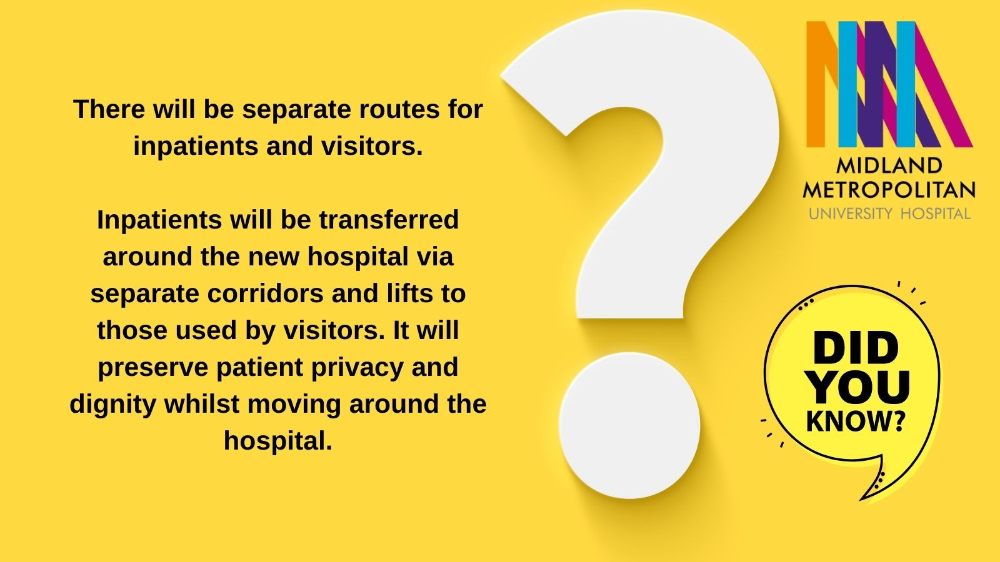 There will be separate routes for
inpatients and visitors.
Inpatients will be transferred
around the new hospital via
separate corridors and lifts to
those used by visitors. It will
preserve patient privacy and
dignity whilst moving around the
hospital.
MIDLAND
METROPOLITAN
UNIVERSITY HOSPITAL
DID
YOU
KNOW?